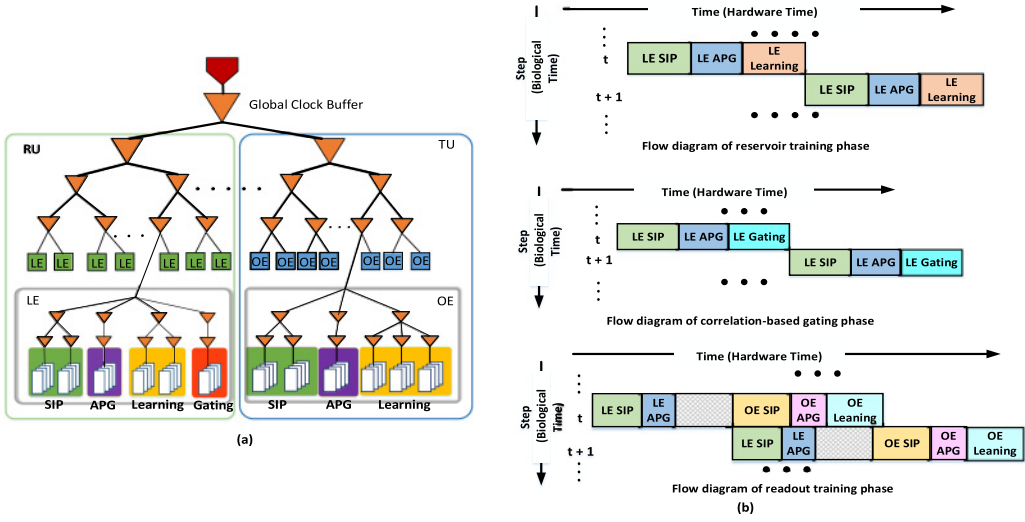 Global Clock Buffer
RU
TU
LE LE LE LE LE LE OE OE OE OE OE OE OE
LE
OE
SIP APG Learning Gating SIP APG Learning
(a)
Time (Hardware Time)
Step
(Biological
Time)
t
LE SIP LE APG LE
Learning
t + 1
LE SIP LE APG LE
Learning
Flow diagram of reservoir training phase
Time (Hardware Time)
Step
(Biological
Time)
t
LE SIP LE APG LE Gating
t + 1
LE SIP LE APG LE Gating
Flow diagram of correlation-based gating phase
Time (Hardware Time)
Step
(Biological
Time)
t
LE SIP LE
APG OE SIP OE
APG OE
Leaning
t + 1
LE SIP LE
APG OE SIP OE
APG OE
Leaning
Flow diagram of readout training phase
(b)